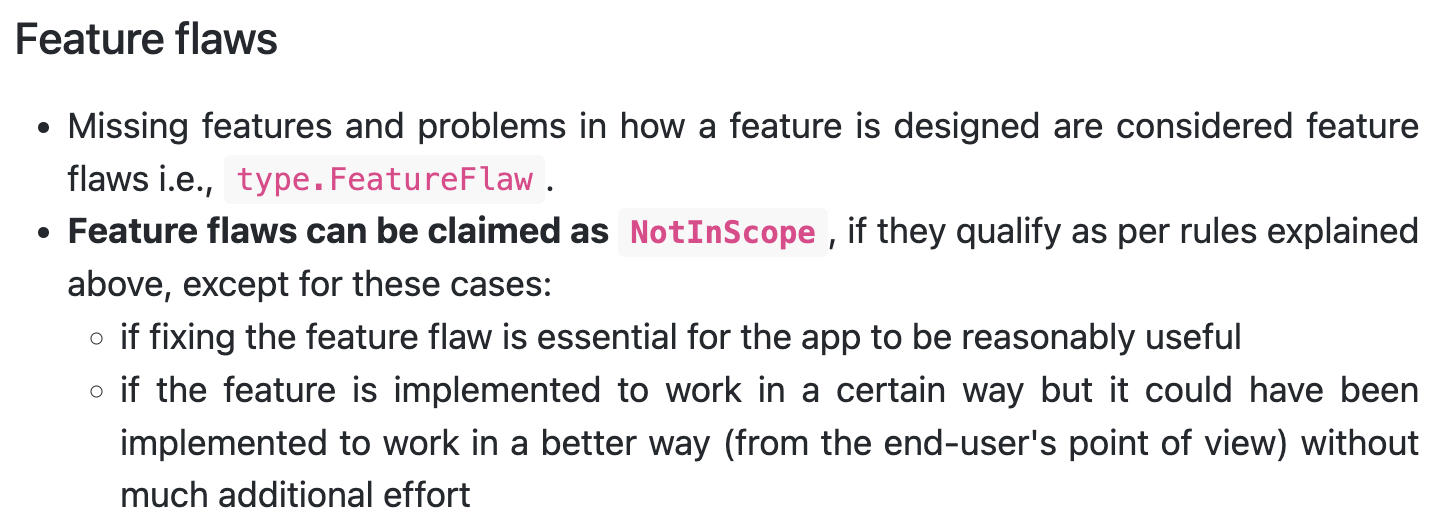 Feature flaws
• Missing features and problems in how a feature is designed are considered feature
flaws i.e., type.FeatureFlaw .
• Feature flaws can be claimed as NotInScope , if they qualify as per rules explained
above, except for these cases:
◦ if fixing the feature flaw is essential for the app to be reasonably useful
◦ if the feature is implemented to work in a certain way but it could have been
implemented to work in a better way (from the end-user's point of view) without
much additional effort